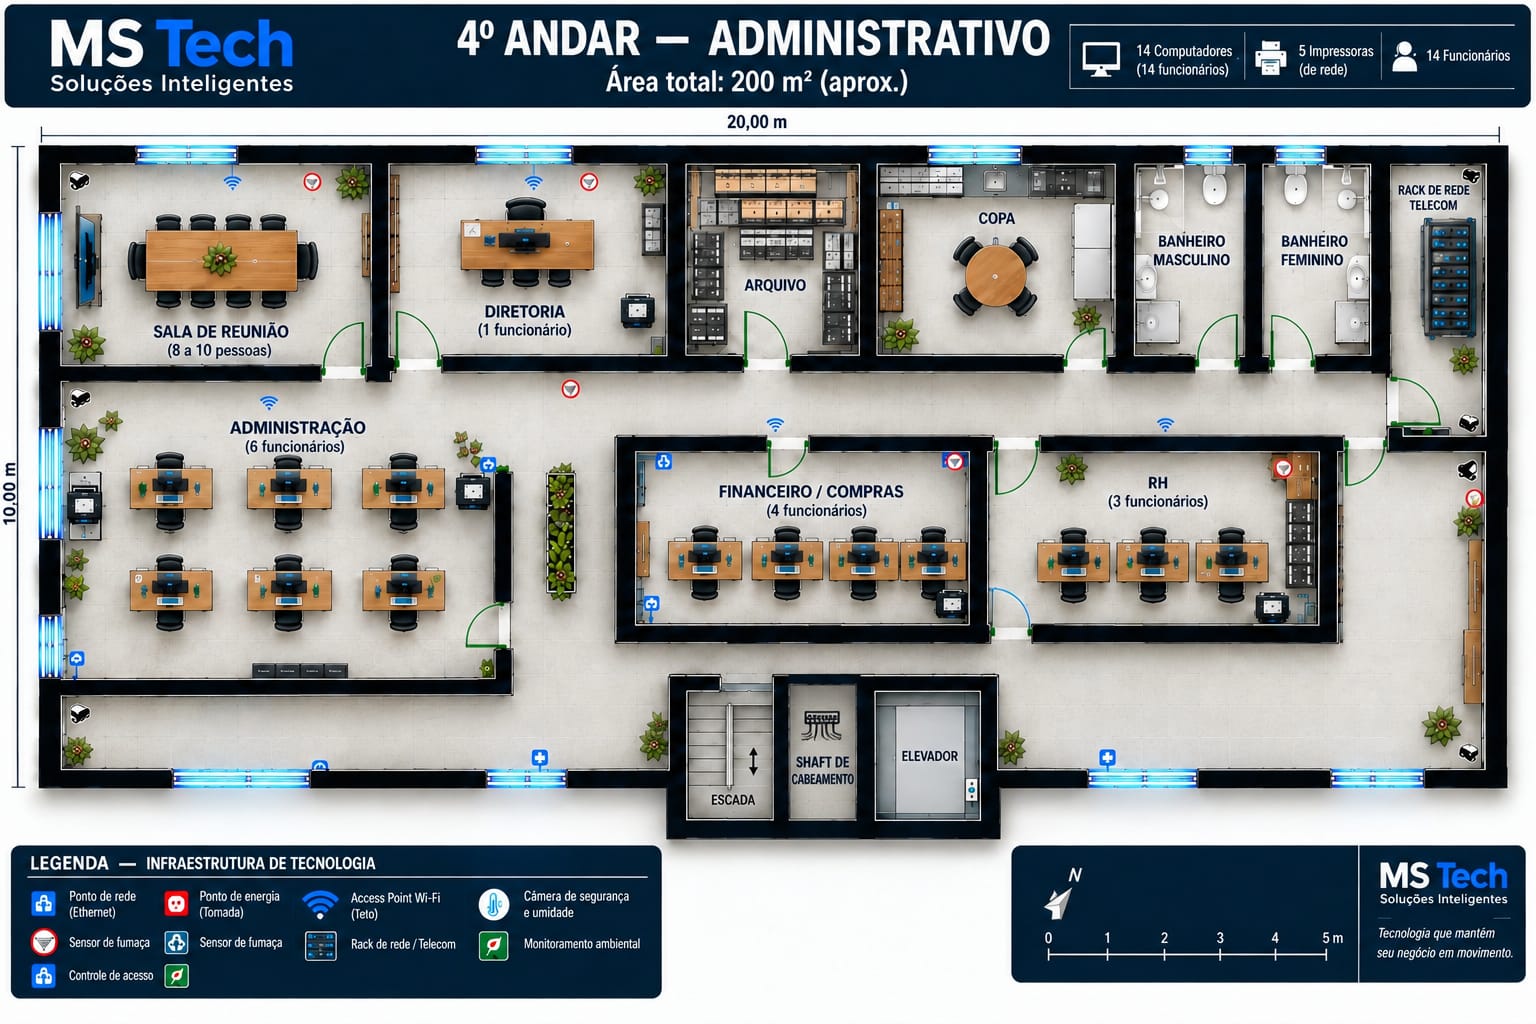 MS Tech
Soluções Inteligentes
4º ANDAR — ADMINISTRATIVO
Área total: 200 m² (aprox.)
14 Computadores
(14 funcionários)
5 Impressoras
(de rede)
14 Funcionários
20,00 m
10,00 m
SALA DE REUNIÃO
(8 a 10 pessoas)
DIRETORIA
(1 funcionário)
ARQUIVO
COPA
BANHEIRO
MASCULINO
BANHEIRO
FEMININO
RACK DE REDE
TELECOM
ADMINISTRAÇÃO
(6 funcionários)
FINANCEIRO / COMPRAS
(4 funcionários)
RH
(3 funcionários)
ESCADA
SHAFT DE
CABEAMENTO
ELEVADOR
LEGENDA — INFRAESTRUTURA DE TECNOLOGIA
Ponto de rede
(Ethernet)
Ponto de energia
(Tomada)
Access Point Wi-Fi
(Teto)
Câmera de segurança
e umidade
Sensor de fumaça
Sensor de fumaça
Rack de rede / Telecom
Monitoramento ambiental
Controle de acesso
N
0 1 2 3 4 5 m
MS Tech
Soluções Inteligentes
Tecnologia que mantém
seu negócio em movimento.